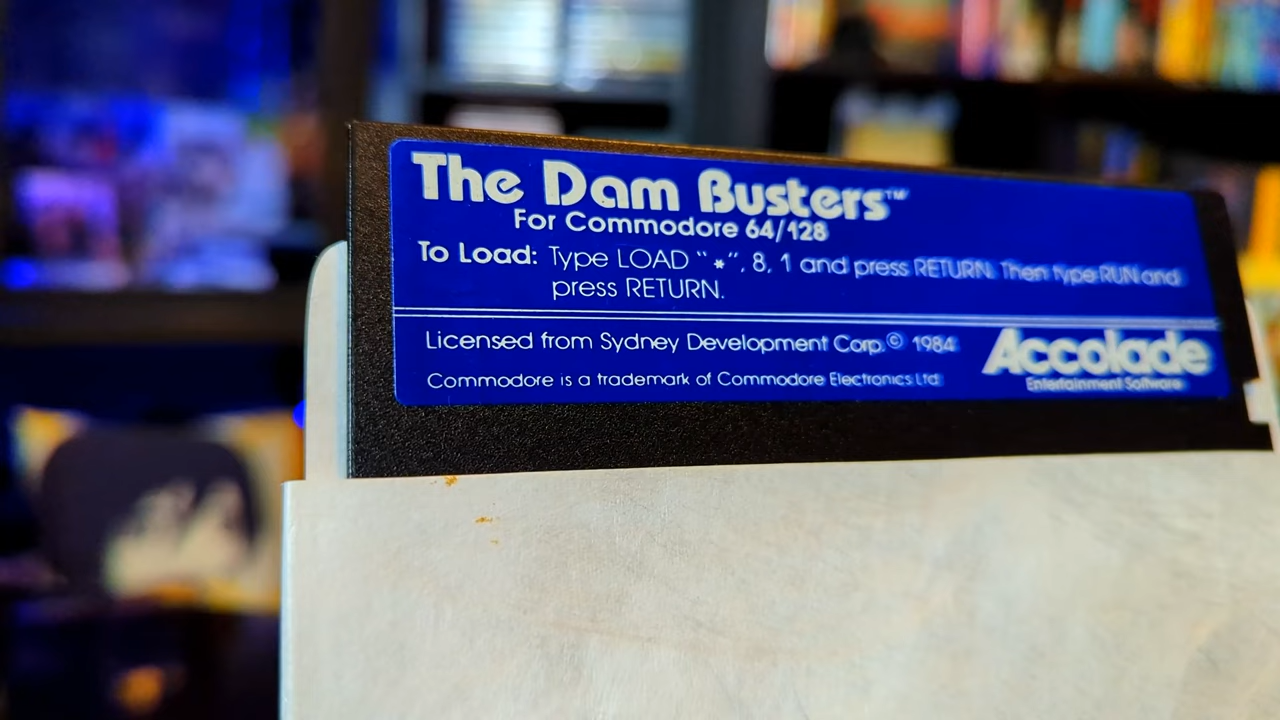 The Dam Busters™
For Commodore 64/128
To Load: Type LOAD "*", 8, 1 and press RETURN. Then type RUN and
press RETURN.
Licensed from Sydney Development Corp.© 1984
Accolade
Entertainment Software
Commodore is a trademark of Commodore Electronics Ltd.